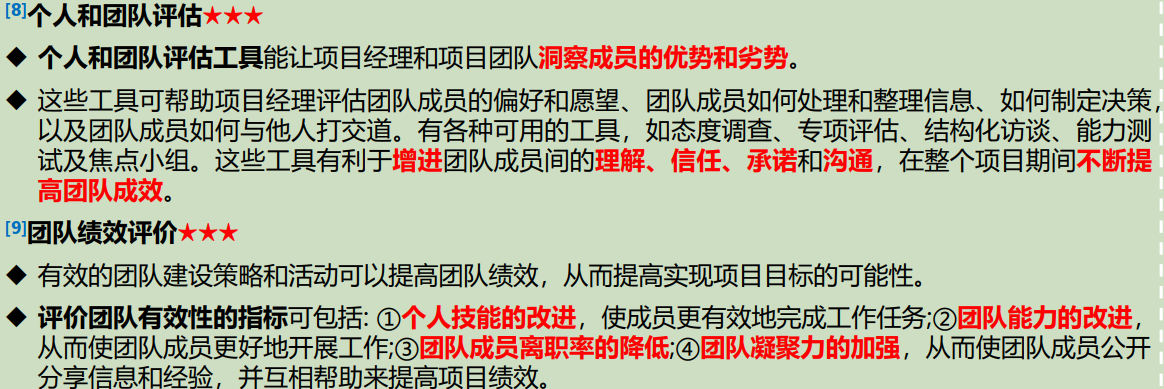 [8]个人和团队评估★★★
◆ 个人和团队评估工具能让项目经理和项目团队洞察成员的优势和劣势。
◆ 这些工具可帮助项目经理评估团队成员的偏好和愿望、团队成员如何处理和整理信息、如何制定决策,
以及团队成员如何与他人打交道。有各种可用的工具，如态度调查、专项评估、结构化访谈、能力测
试及焦点小组。这些工具有利于增进团队成员间的理解、信任、承诺和沟通，在整个项目期间不断提
高团队成效。
[9]团队绩效评价★★★
◆ 有效的团队建设策略和活动可以提高团队绩效，从而提高实现项目目标的可能性。
◆ 评价团队有效性的指标可包括: ①个人技能的改进，使成员更有效地完成工作任务;②团队能力的改进，
从而使团队成员更好地开展工作;③团队成员离职率的降低;④团队凝聚力的加强，从而使团队成员公开
分享信息和经验，并互相帮助来提高项目绩效。